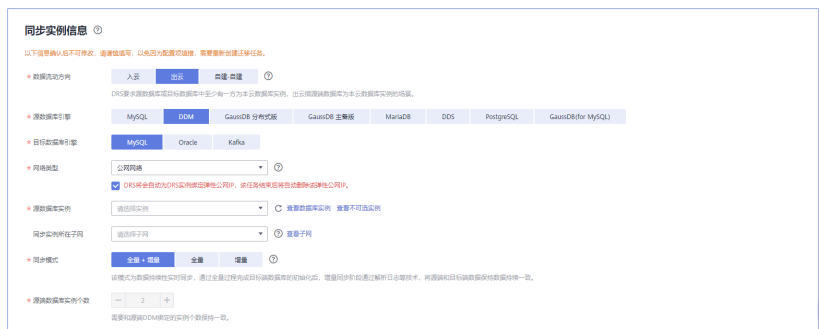 同步实例信息 ?
以下信息确认后不可修改，请谨慎填写，以免因为配置项填错，需要重新创建迁移任务。
* 数据流动方向 入云 出云 自建-自建 ?
DRS要求源数据库或目标数据库中至少有一方为本云数据库实例，出云指源端数据库为本云数据库实例的场景。
* 源数据库引擎 MySQL DDM GaussDB 分布式版 GaussDB 主备版 MariaDB DDS PostgreSQL GaussDB(for MySQL)
* 目标数据库引擎 MySQL Oracle Kafka
* 网络类型 公网网络 ?
DRS将会自动为DRS实例绑定弹性公网IP，该任务结束后将自动删除该弹性公网IP。
* 源数据库实例 请选择实例 查看数据库实例 查看不可选实例
同步实例所在子网 请选择子网 ? 查看子网
* 同步模式 全量 + 增量 全量 增量 ?
该模式为数据持续性实时同步，通过全量过程完成目标端数据库的初始化后，增量同步阶段通过解析日志等技术，将源端和目标端数据保持数据持续一致。
* 源端数据库实例个数 − 2 +
需要和源端DDM绑定的实例个数保持一致。